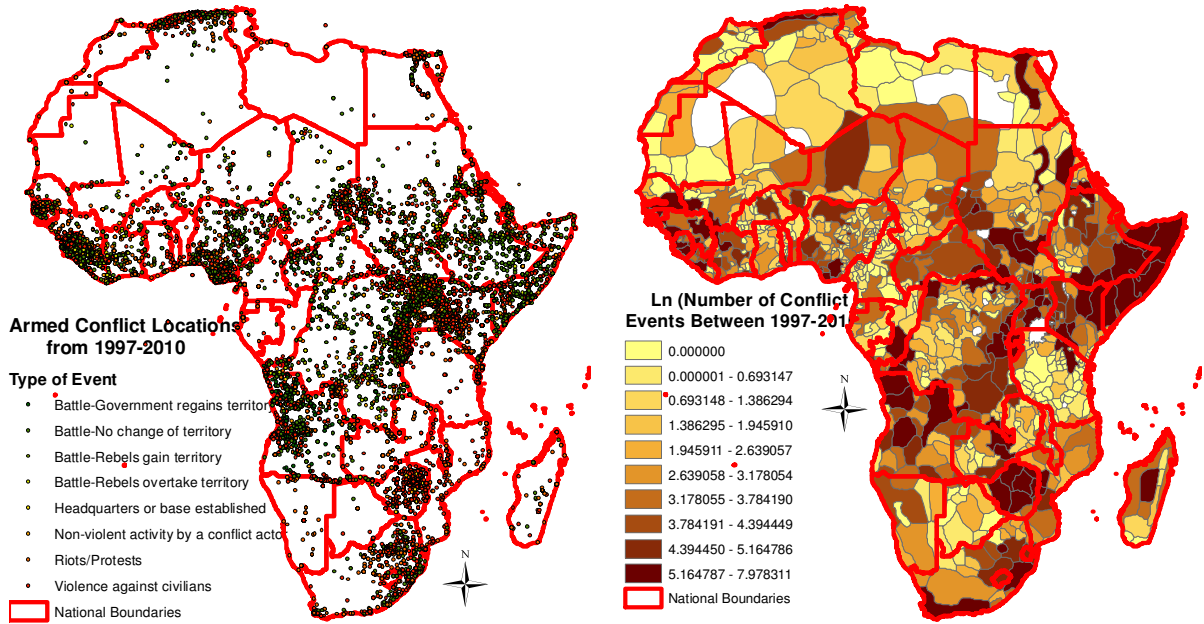 Armed Conflict Locations
from 1997-2010
Type of Event
Battle-Government regains territory
Battle-No change of territory
Battle-Rebels gain territory
Battle-Rebels overtake territory
Headquarters or base established
Non-violent activity by a conflict acto
Riots/Protests
Violence against civilians
National Boundaries
N
Ln (Number of Conflict
Events Between 1997-201
0.000000
0.000001 - 0.693147
0.693148 - 1.386294
1.386295 - 1.945910
1.945911 - 2.639057
2.639058 - 3.178054
3.178055 - 3.784190
3.784191 - 4.394449
4.394450 - 5.164786
5.164787 - 7.978311
National Boundaries
N